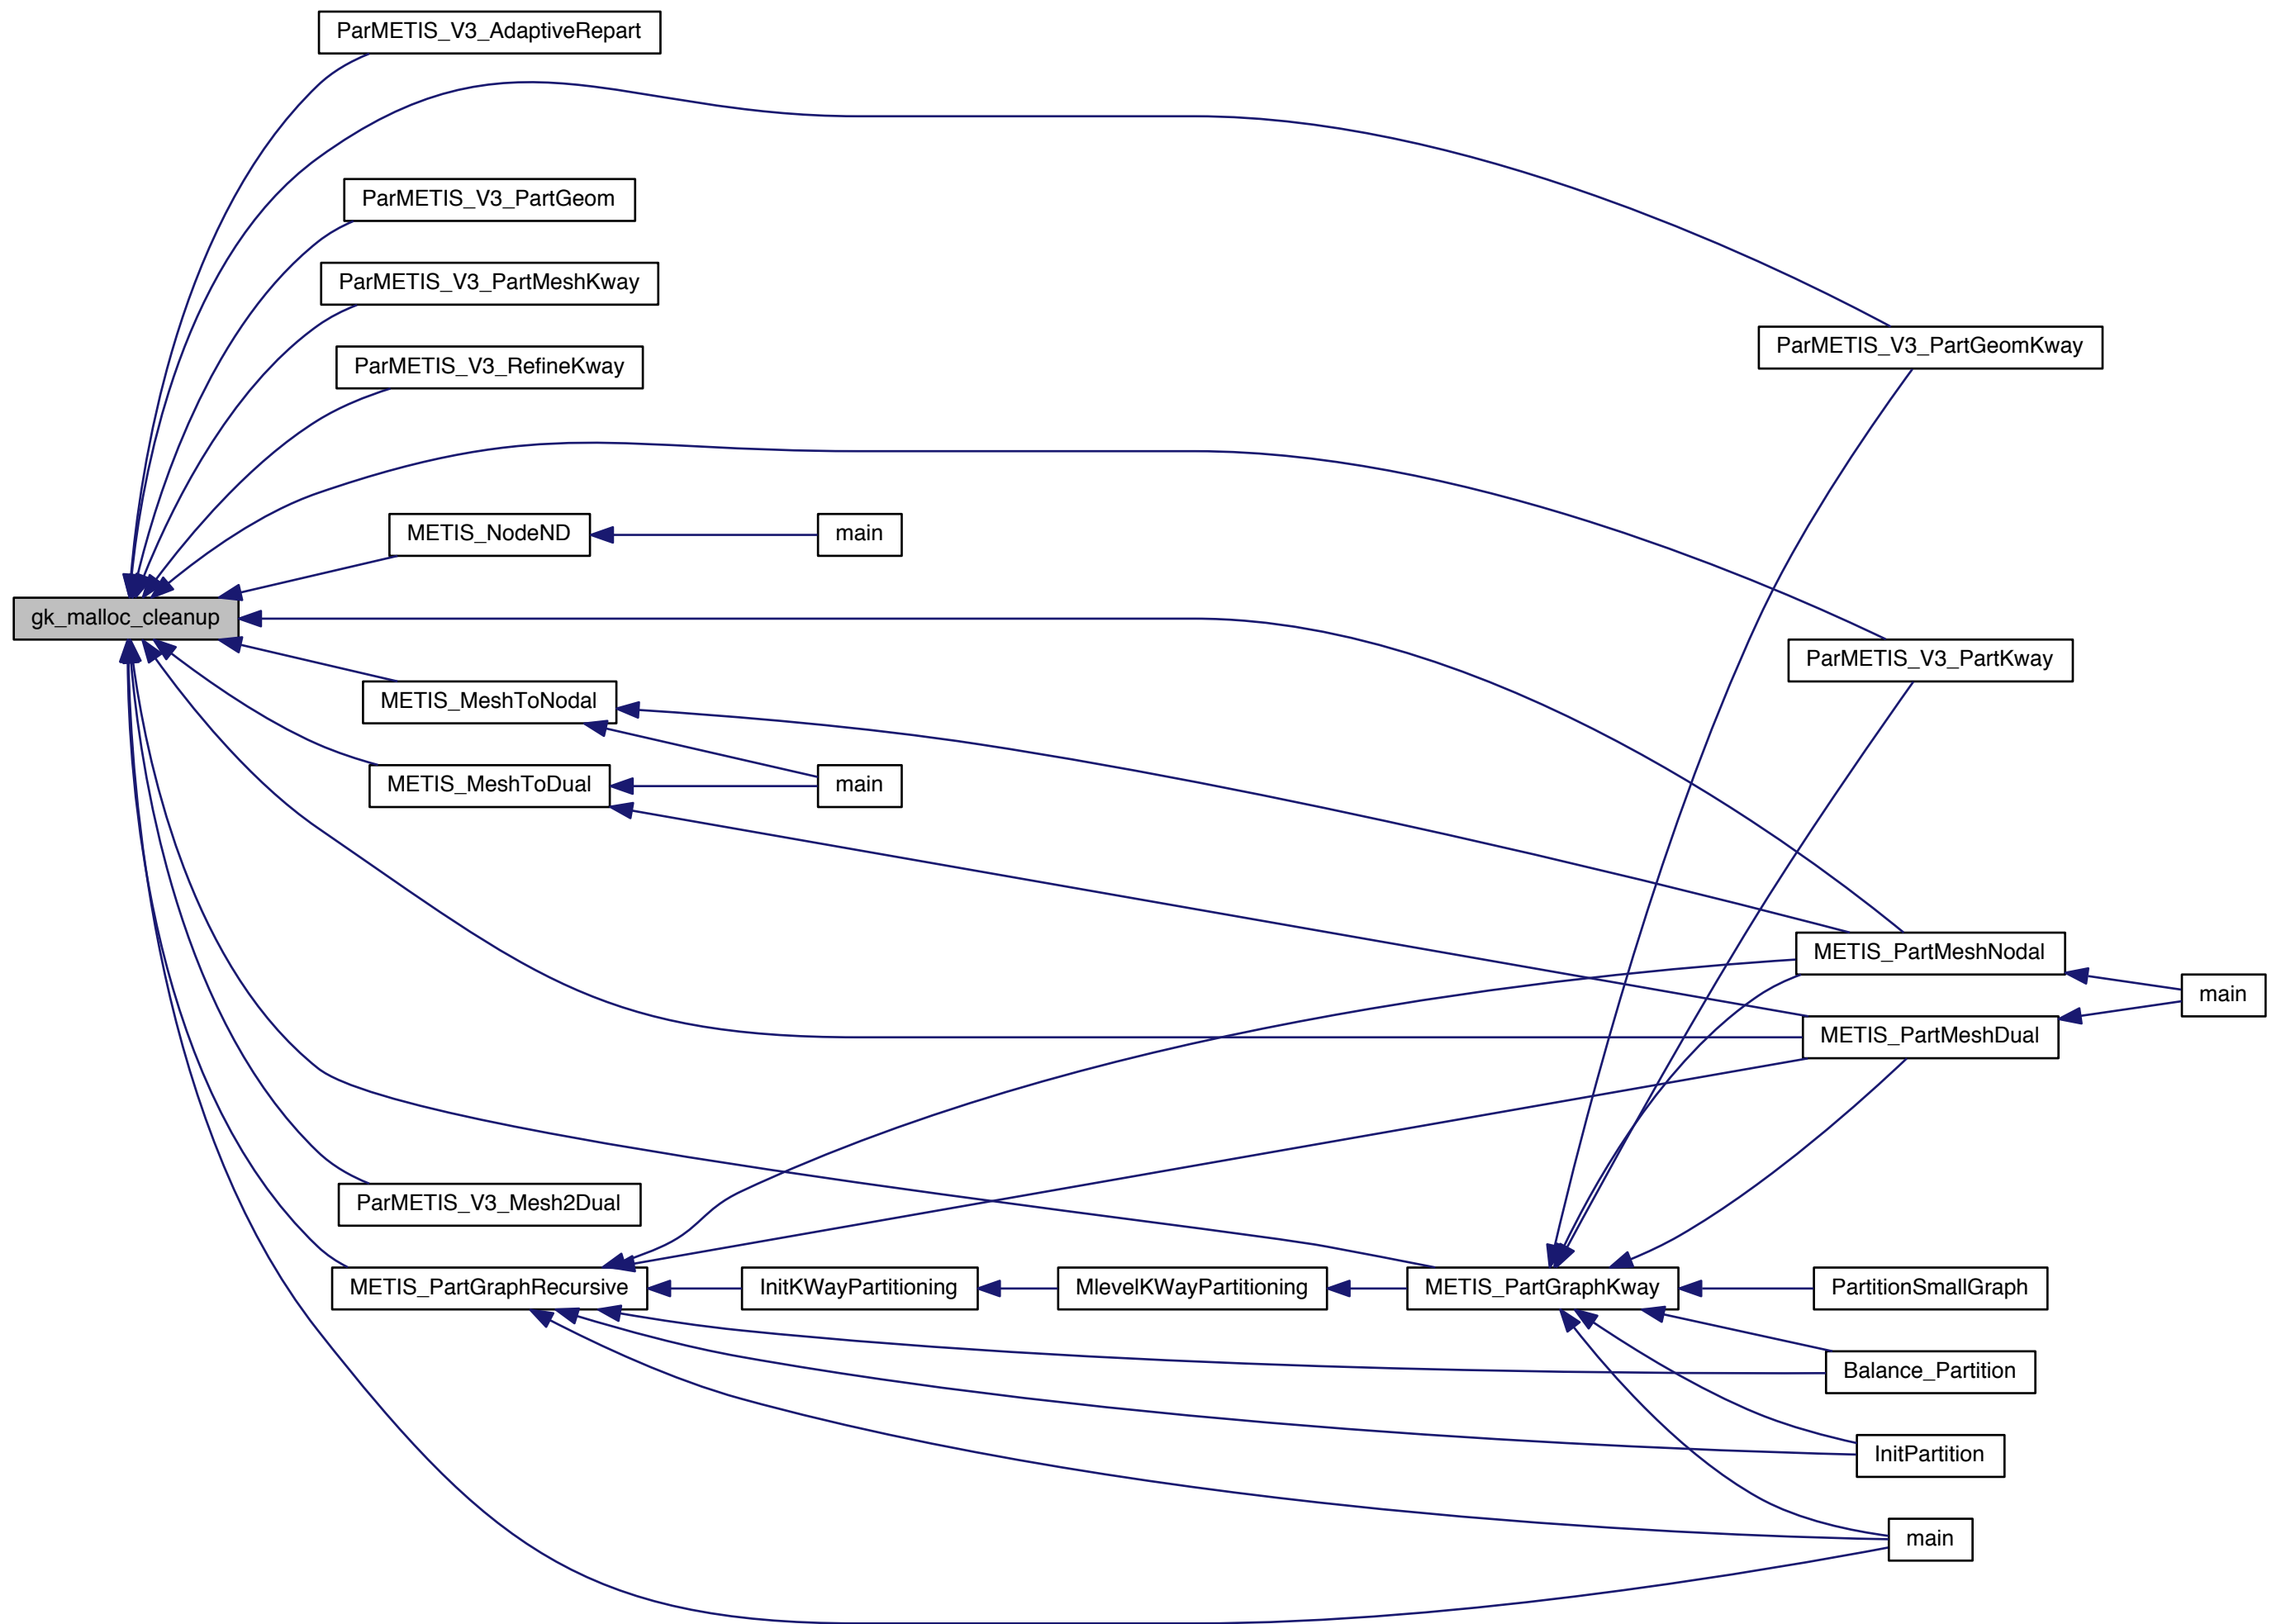 ParMETIS_V3_AdaptiveRepart
ParMETIS_V3_PartGeom
ParMETIS_V3_PartMeshKway
ParMETIS_V3_PartGeomKway
ParMETIS_V3_RefineKway
METIS_NodeND
main
gk_malloc_cleanup
ParMETIS_V3_PartKway
METIS_MeshToNodal
METIS_MeshToDual
main
METIS_PartMeshNodal
main
METIS_PartMeshDual
ParMETIS_V3_Mesh2Dual
METIS_PartGraphRecursive
InitKWayPartitioning
MlevelKWayPartitioning
METIS_PartGraphKway
PartitionSmallGraph
Balance_Partition
InitPartition
main